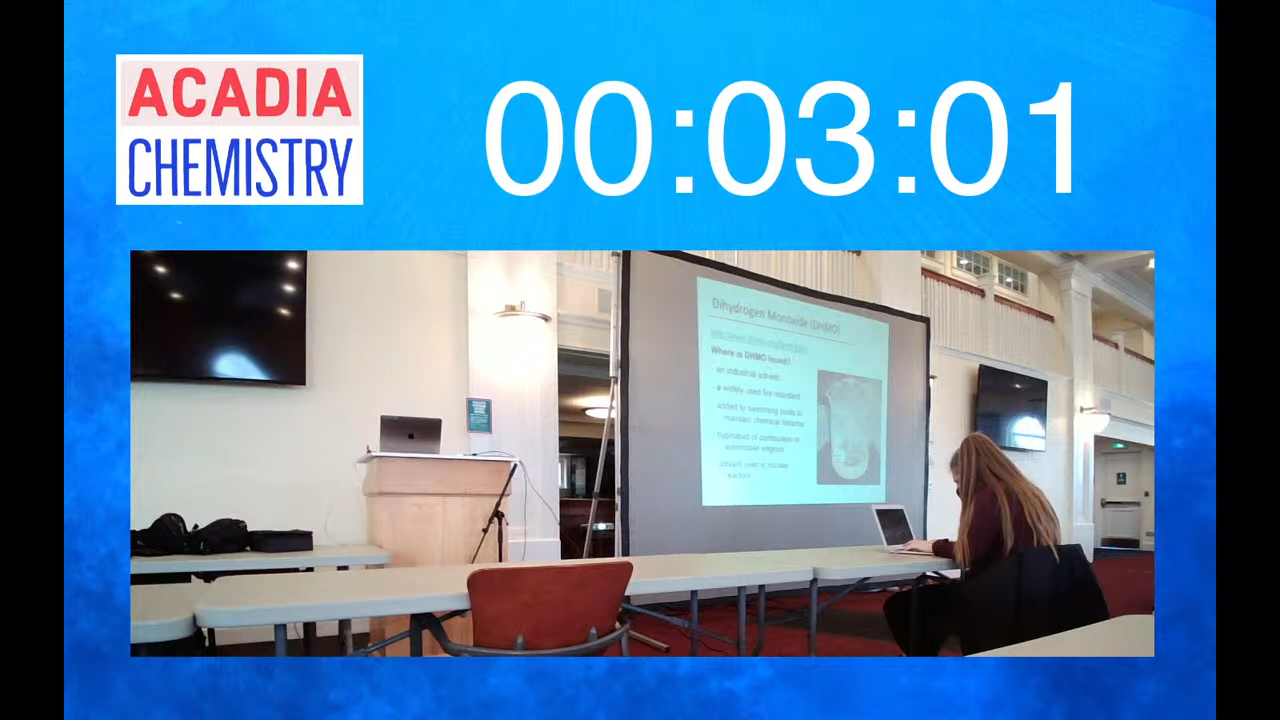 ACADIA
CHEMISTRY
00:03:01
Dihydrogen Monoxide (DHMO)
Where is DHMO found?
an industrial solvent
a widely used fire retardant
added to swimming pools to
maintain chemical balance
byproduct of combustion in
automobile engines
coolant used in nuclear
reactors